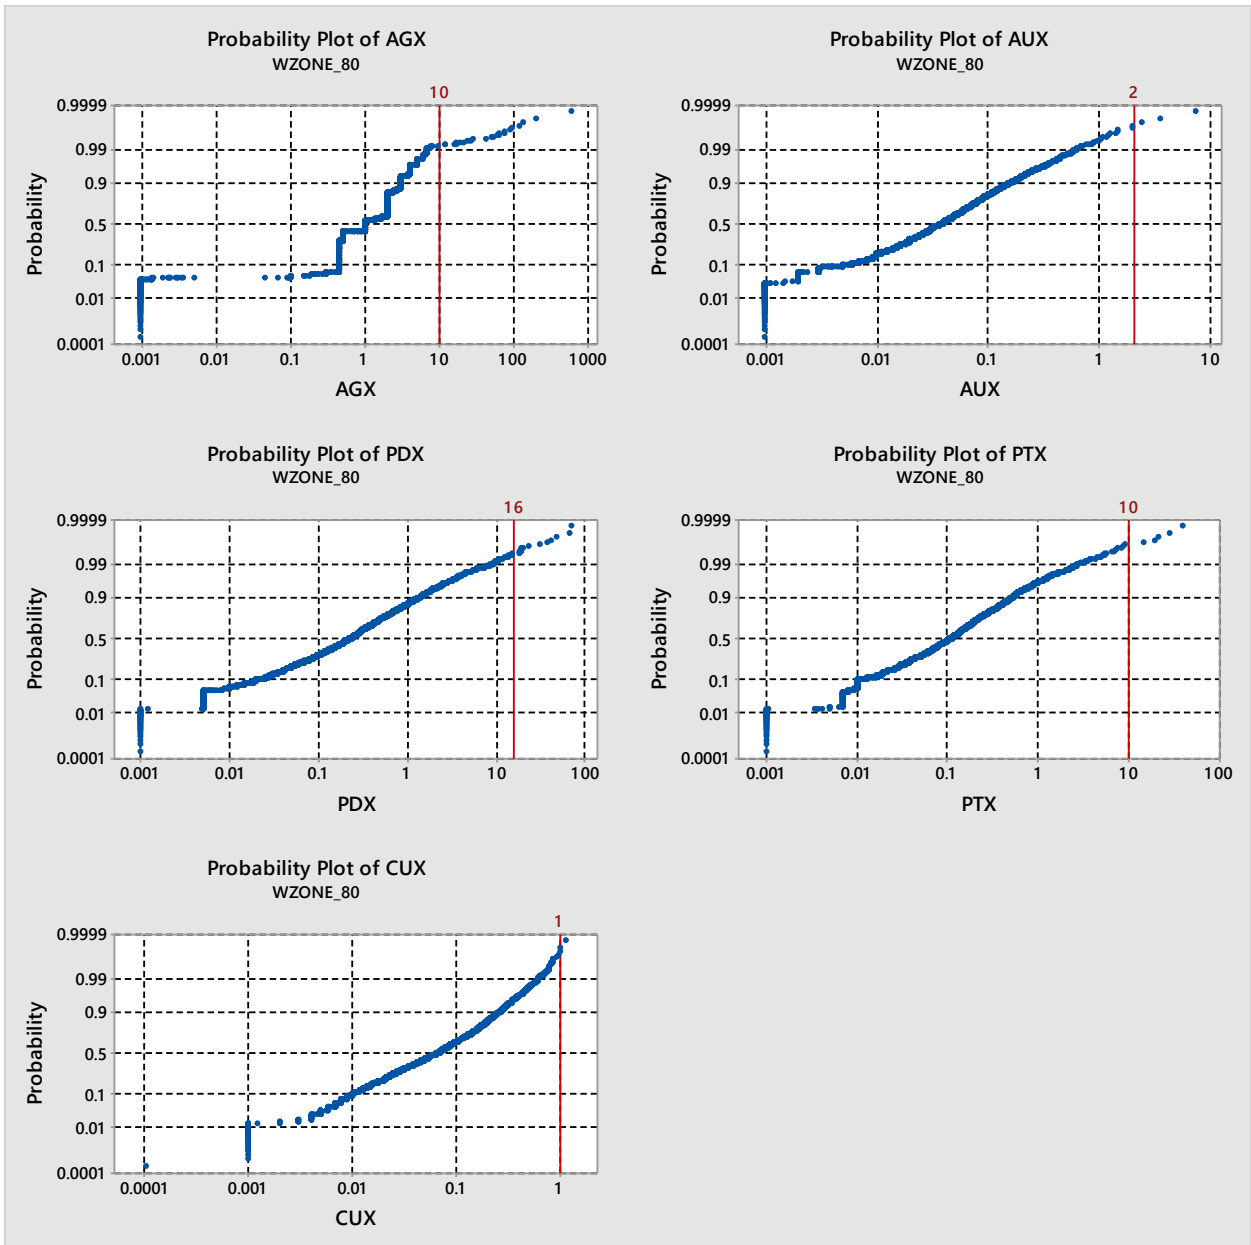 Probability Plot of AGX
WZONE_80
10
0.9999
0.99
0.9
0.5
0.1
0.01
0.0001
Probability
0.001 0.01 0.1 1 10 100 1000
AGX
Probability Plot of AUX
WZONE_80
2
0.9999
0.99
0.9
0.5
0.1
0.01
0.0001
Probability
0.001 0.01 0.1 1 10
AUX
Probability Plot of PDX
WZONE_80
16
0.9999
0.99
0.9
0.5
0.1
0.01
0.0001
Probability
0.001 0.01 0.1 1 10 100
PDX
Probability Plot of PTX
WZONE_80
10
0.9999
0.99
0.9
0.5
0.1
0.01
0.0001
Probability
0.001 0.01 0.1 1 10 100
PTX
Probability Plot of CUX
WZONE_80
1
0.9999
0.99
0.9
0.5
0.1
0.01
0.0001
Probability
0.0001 0.001 0.01 0.1 1
CUX